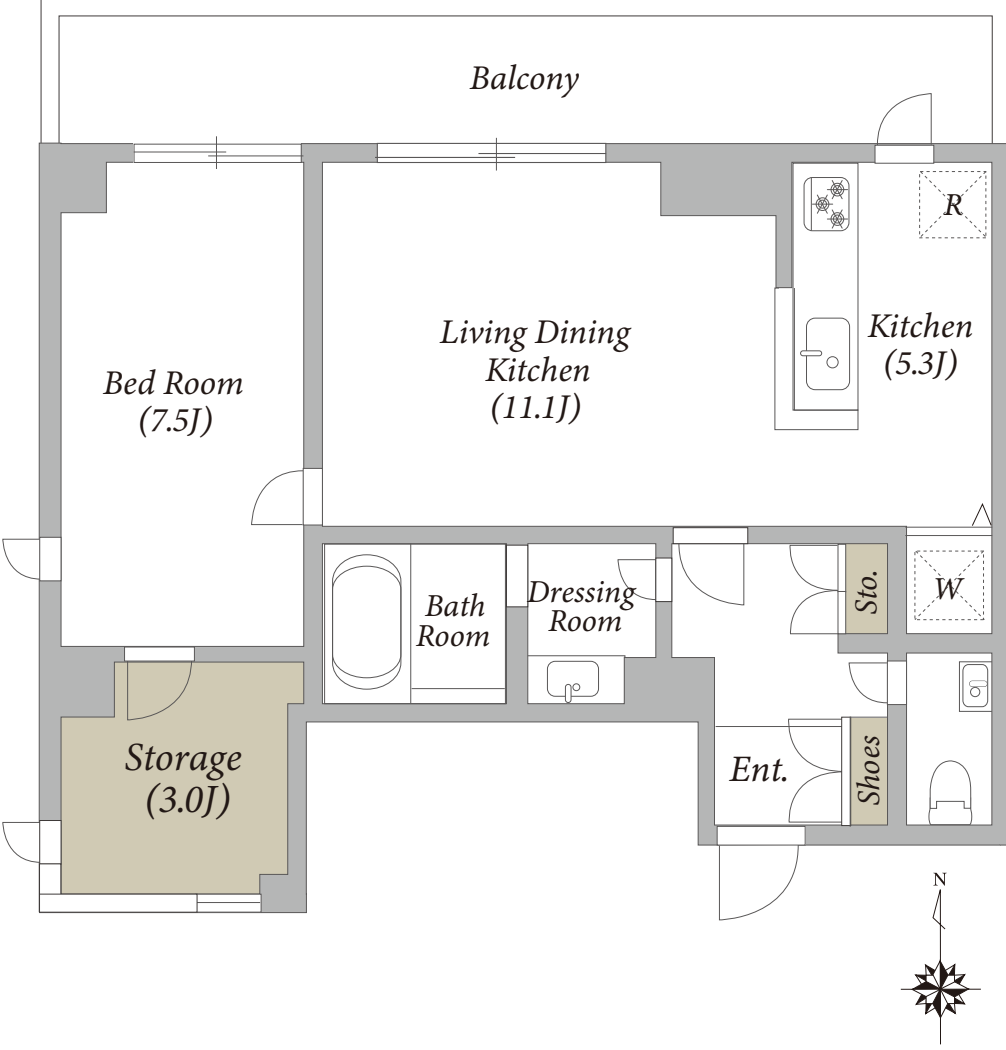 Balcony
R
Living Dining
Kitchen
(11.1J)
Kitchen
(5.3J)
Bed Room
(7.5J)
Bath
Room
Dressing
Room
Sto.
W
Storage
(3.0J)
Ent.
Shoes
N